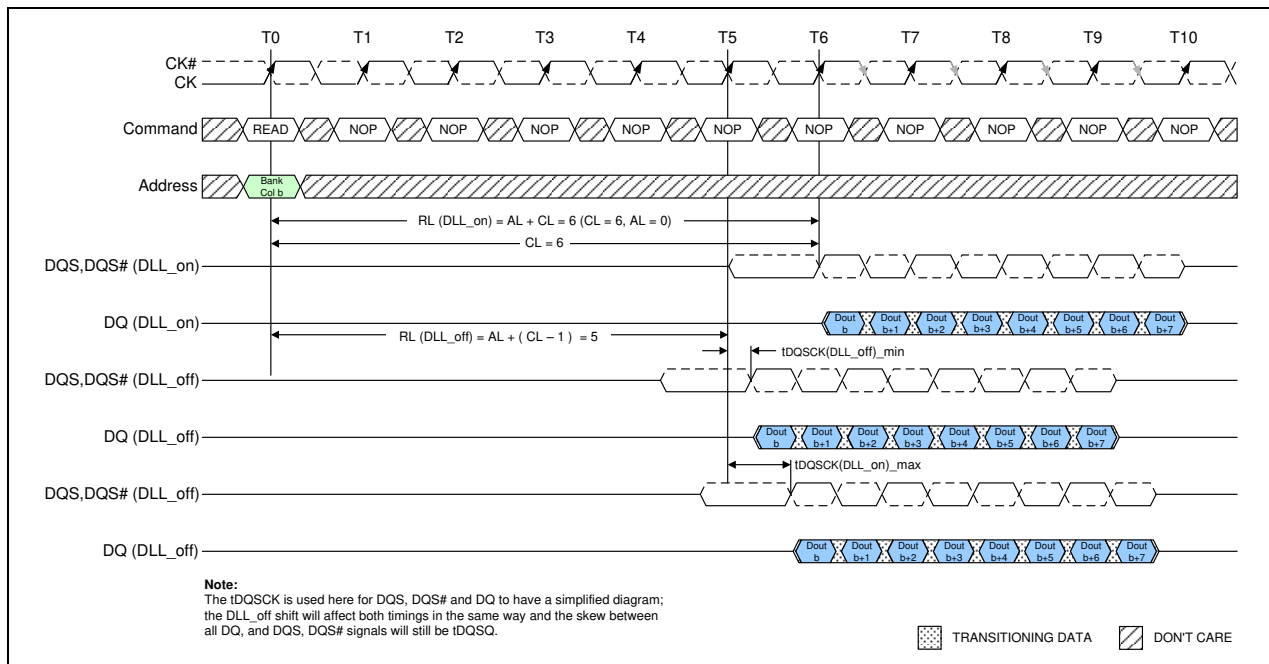 T0 T1 T2 T3 T4 T5 T6 T7 T8 T9 T10
CK#
CK
Command READ NOP NOP NOP NOP NOP NOP NOP NOP NOP NOP
Address Bank
Col b
RL (DLL_on) = AL + CL = 6 (CL = 6, AL = 0)
CL = 6
DQS,DQS# (DLL_on)
DQ (DLL_on) Dout b Dout b+1 Dout b+2 Dout b+3 Dout b+4 Dout b+5 Dout b+6 Dout b+7
RL (DLL_off) = AL + ( CL – 1 ) = 5
tDQSCK(DLL_off)_min
DQS,DQS# (DLL_off)
DQ (DLL_off) Dout b Dout b+1 Dout b+2 Dout b+3 Dout b+4 Dout b+5 Dout b+6 Dout b+7
tDQSCK(DLL_on)_max
DQS,DQS# (DLL_off)
DQ (DLL_off) Dout b Dout b+1 Dout b+2 Dout b+3 Dout b+4 Dout b+5 Dout b+6 Dout b+7
Note:
The tDQSCK is used here for DQS, DQS# and DQ to have a simplified diagram;
the DLL_off shift will affect both timings in the same way and the skew between
all DQ, and DQS, DQS# signals will still be tDQSQ.
TRANSITIONING DATA DON'T CARE